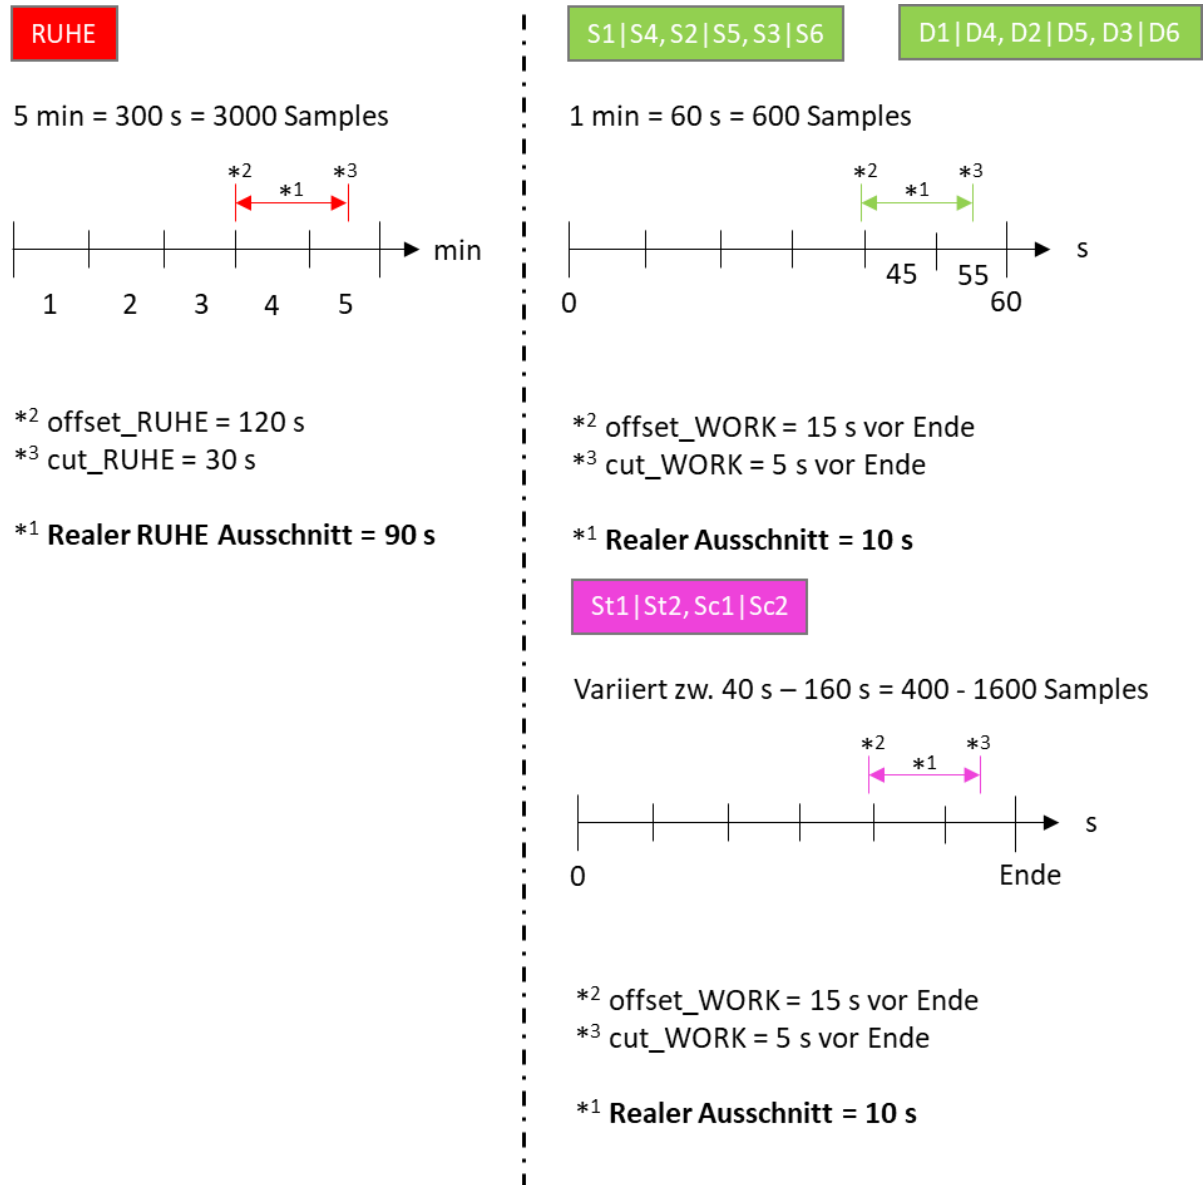 RUHE
5 min = 300 s = 3000 Samples
*2 *3
*1
min
1 2 3 4 5
*2 offset_RUHE = 120 s
*3 cut_RUHE = 30 s
*1 Realer RUHE Ausschnitt = 90 s
S1|S4, S2|S5, S3|S6
D1|D4, D2|D5, D3|D6
1 min = 60 s = 600 Samples
*2 *3
*1
s
45 55
0 60
*2 offset_WORK = 15 s vor Ende
*3 cut_WORK = 5 s vor Ende
*1 Realer Ausschnitt = 10 s
St1|St2, Sc1|Sc2
Variiert zw. 40 s – 160 s = 400 - 1600 Samples
*2 *3
*1
s
0 Ende
*2 offset_WORK = 15 s vor Ende
*3 cut_WORK = 5 s vor Ende
*1 Realer Ausschnitt = 10 s